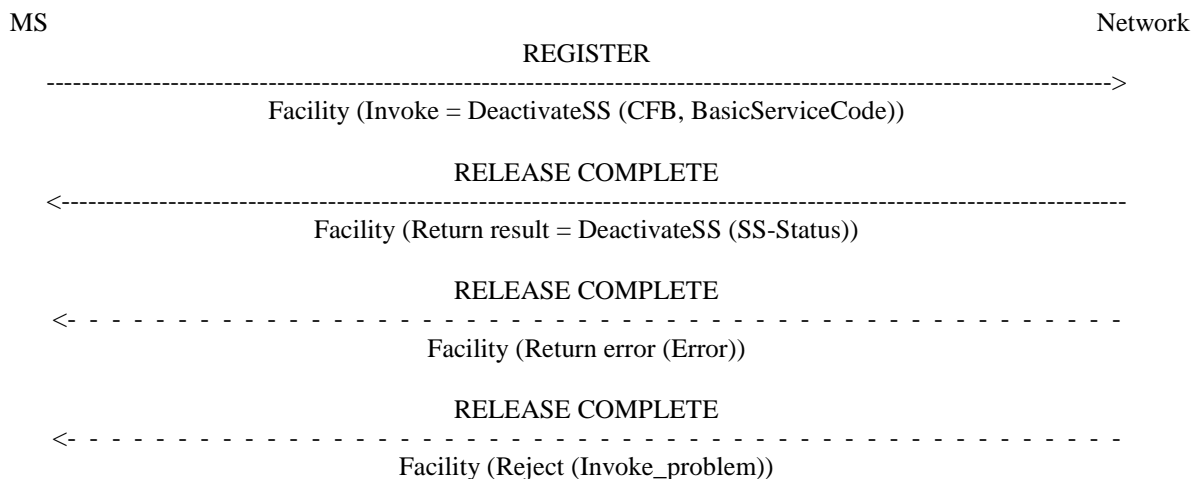 MS Network
REGISTER
Facility (Invoke = DeactivateSS (CFB, BasicServiceCode))
RELEASE COMPLETE
Facility (Return result = DeactivateSS (SS-Status))
RELEASE COMPLETE
Facility (Return error (Error))
RELEASE COMPLETE
Facility (Reject (Invoke_problem))